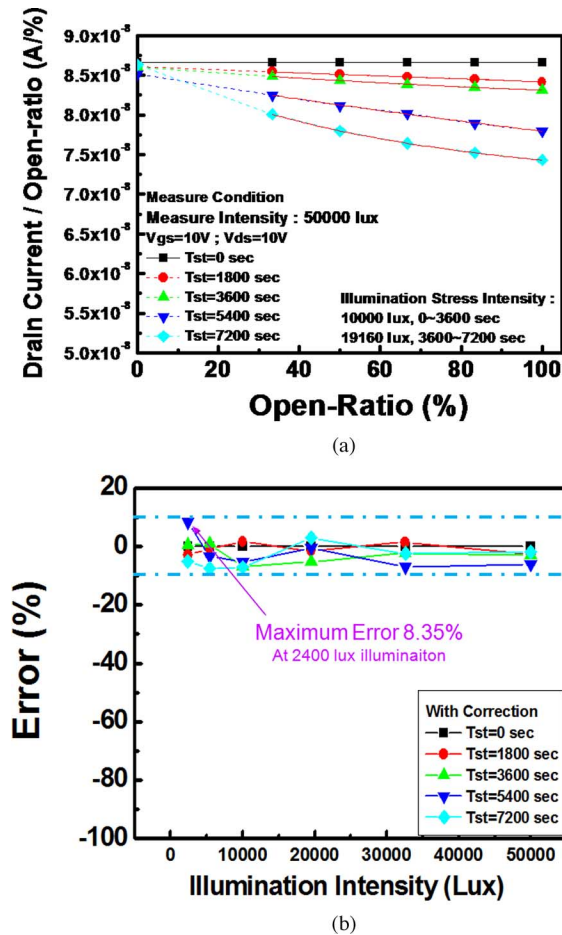 9.0x10⁻⁸
8.5x10⁻⁸
8.0x10⁻⁸
7.5x10⁻⁸
7.0x10⁻⁸
6.5x10⁻⁸
6.0x10⁻⁸
5.5x10⁻⁸
5.0x10⁻⁸
Drain Current / Open-ratio (A/%)
Measure Condition
Measure Intensity : 50000 lux
Vgs=10V ; Vds=10V
Tst=0 sec
Tst=1800 sec
Tst=3600 sec
Tst=5400 sec
Tst=7200 sec
Illumination Stress Intensity :
10000 lux, 0~3600 sec
19160 lux, 3600~7200 sec
0 20 40 60 80 100
Open-Ratio (%)
(a)
20
0
-20
-40
-60
-80
-100
Error (%)
Maximum Error 8.35%
At 2400 lux illuminaiton
With Correction
Tst=0 sec
Tst=1800 sec
Tst=3600 sec
Tst=5400 sec
Tst=7200 sec
0 10000 20000 30000 40000 50000
Illumination Intensity (Lux)
(b)